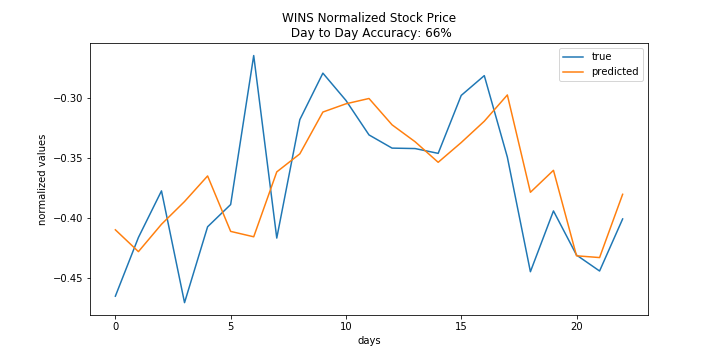 WINS Normalized Stock Price
Day to Day Accuracy: 66%
true
predicted
normalized values
−0.30
−0.35
−0.40
−0.45
0
5
10
15
20
days